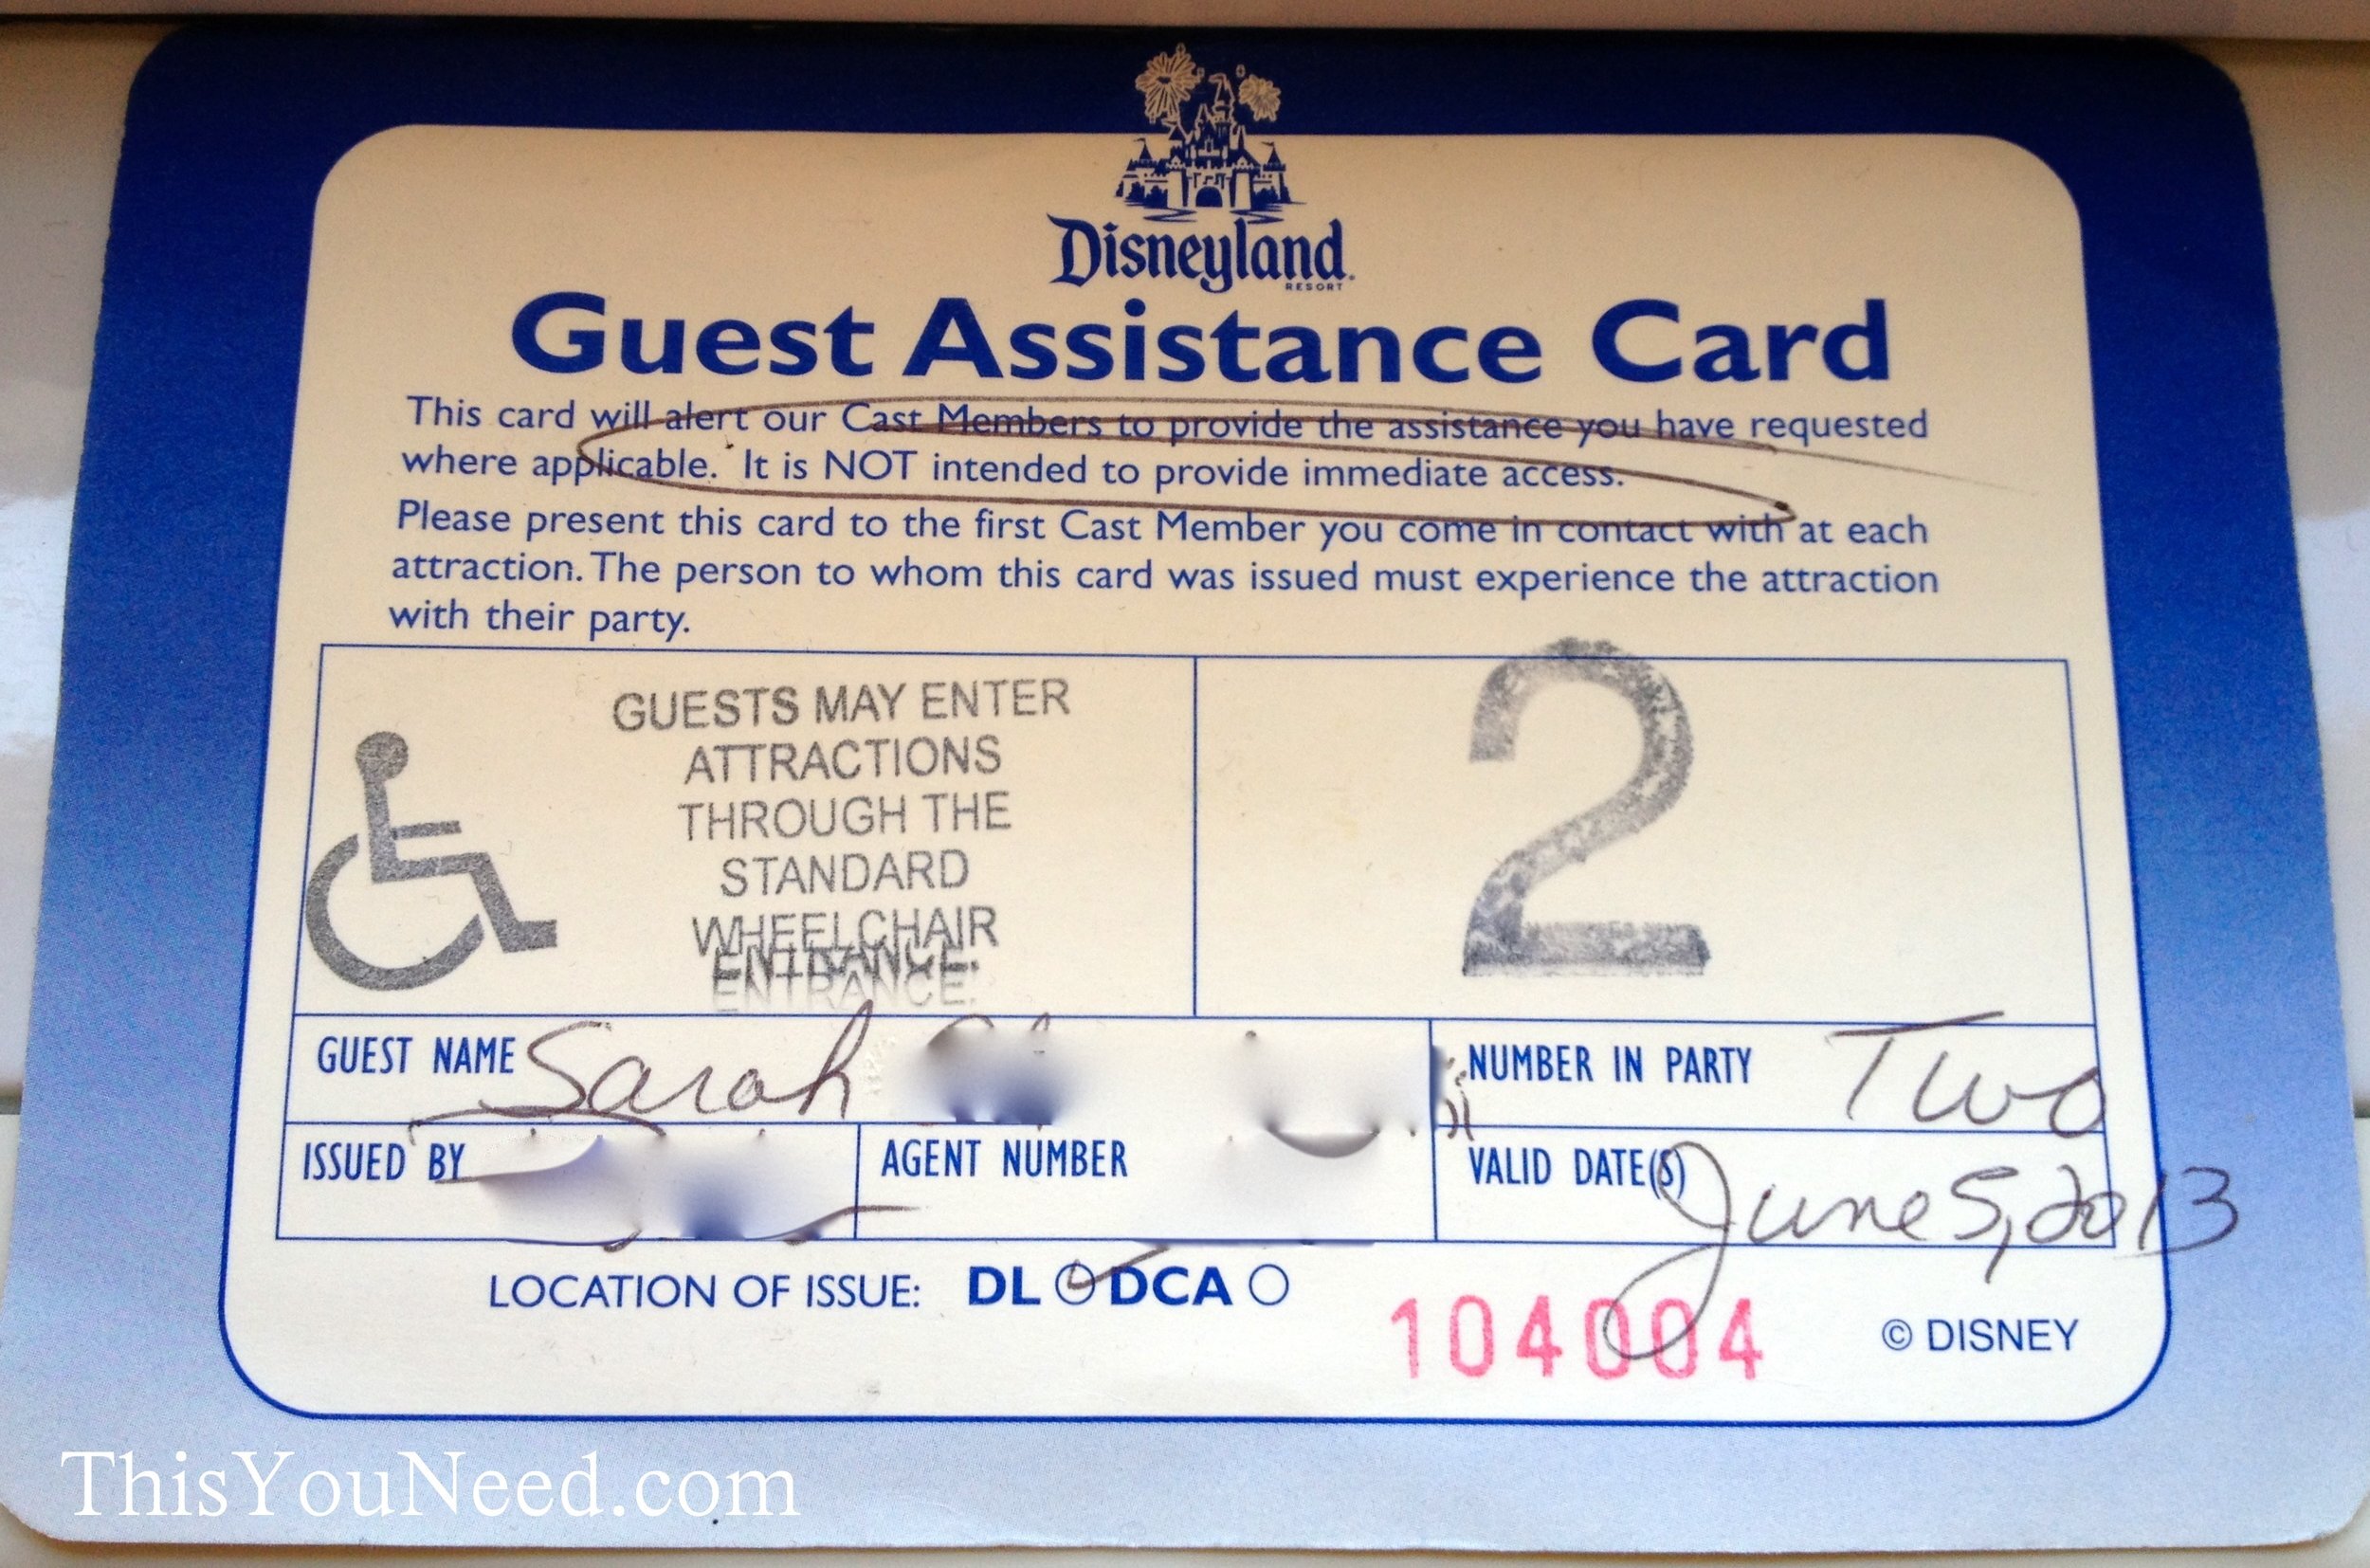 Disneyland
RESORT
Guest Assistance Card
This card will alert our Cast Members to provide the assistance you have requested
where applicable. It is NOT intended to provide immediate access.
Please present this card to the first Cast Member you come in contact with at each
attraction. The person to whom this card was issued must experience the attraction
with their party.
GUESTS MAY ENTER
ATTRACTIONS
THROUGH THE
STANDARD
WHEELCHAIR
ENTRANCE.
2
GUEST NAME Sarah
NUMBER IN PARTY Two
ISSUED BY
AGENT NUMBER
VALID DATE(S) June 5, 2013
LOCATION OF ISSUE: DL DCA
104004
© DISNEY
ThisYouNeed.com